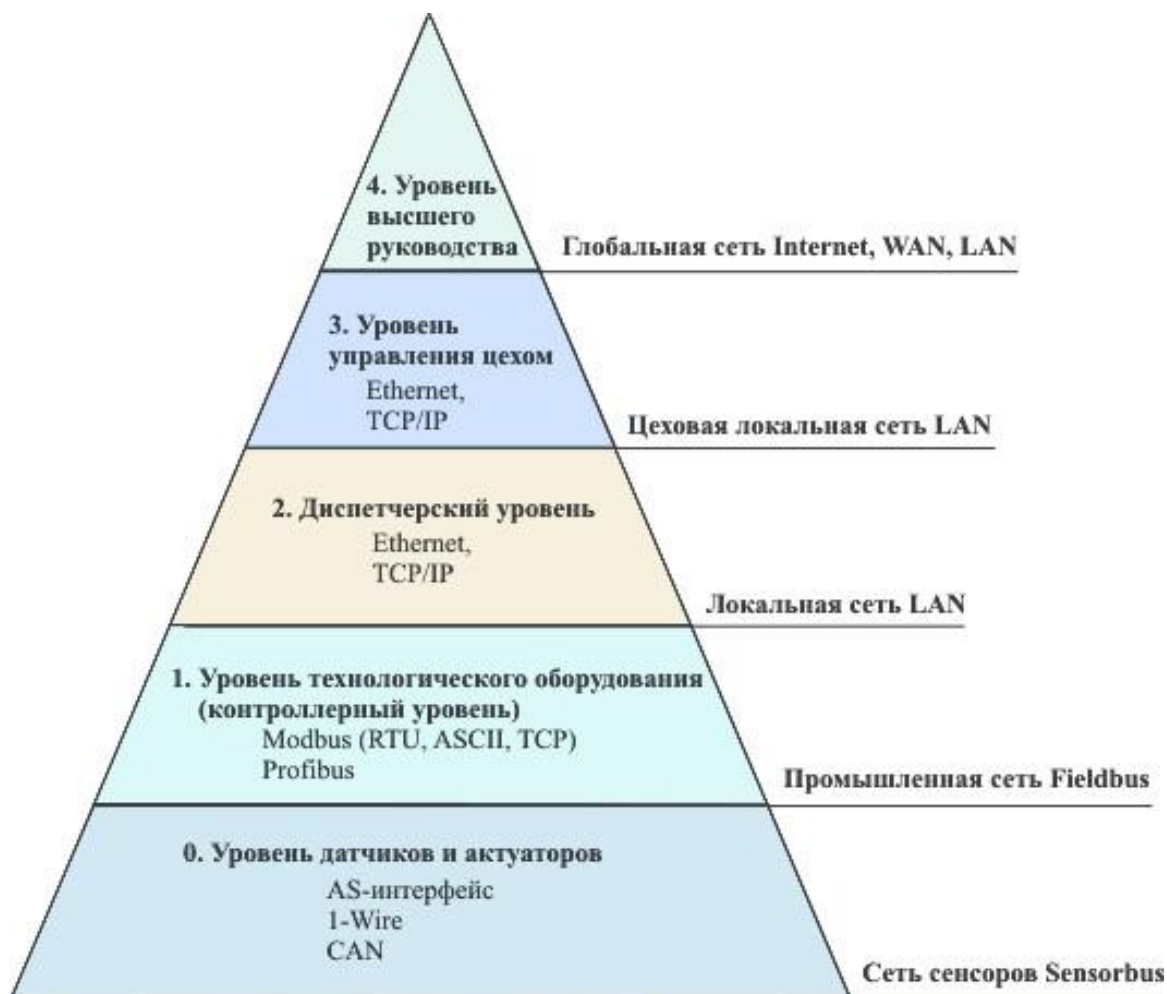 4. Уровень
высшего
руководства
Глобальная сеть Internet, WAN, LAN
3. Уровень
управления цехом
Ethernet,
TCP/IP
Цеховая локальная сеть LAN
2. Диспетчерский уровень
Ethernet,
TCP/IP
Локальная сеть LAN
1. Уровень технологического оборудования
(контроллерный уровень)
Modbus (RTU, ASCII, TCP)
Profibus
Промышленная сеть Fieldbus
0. Уровень датчиков и актуаторов
AS-интерфейс
1-Wire
CAN
Сеть сенсоров Sensorbus